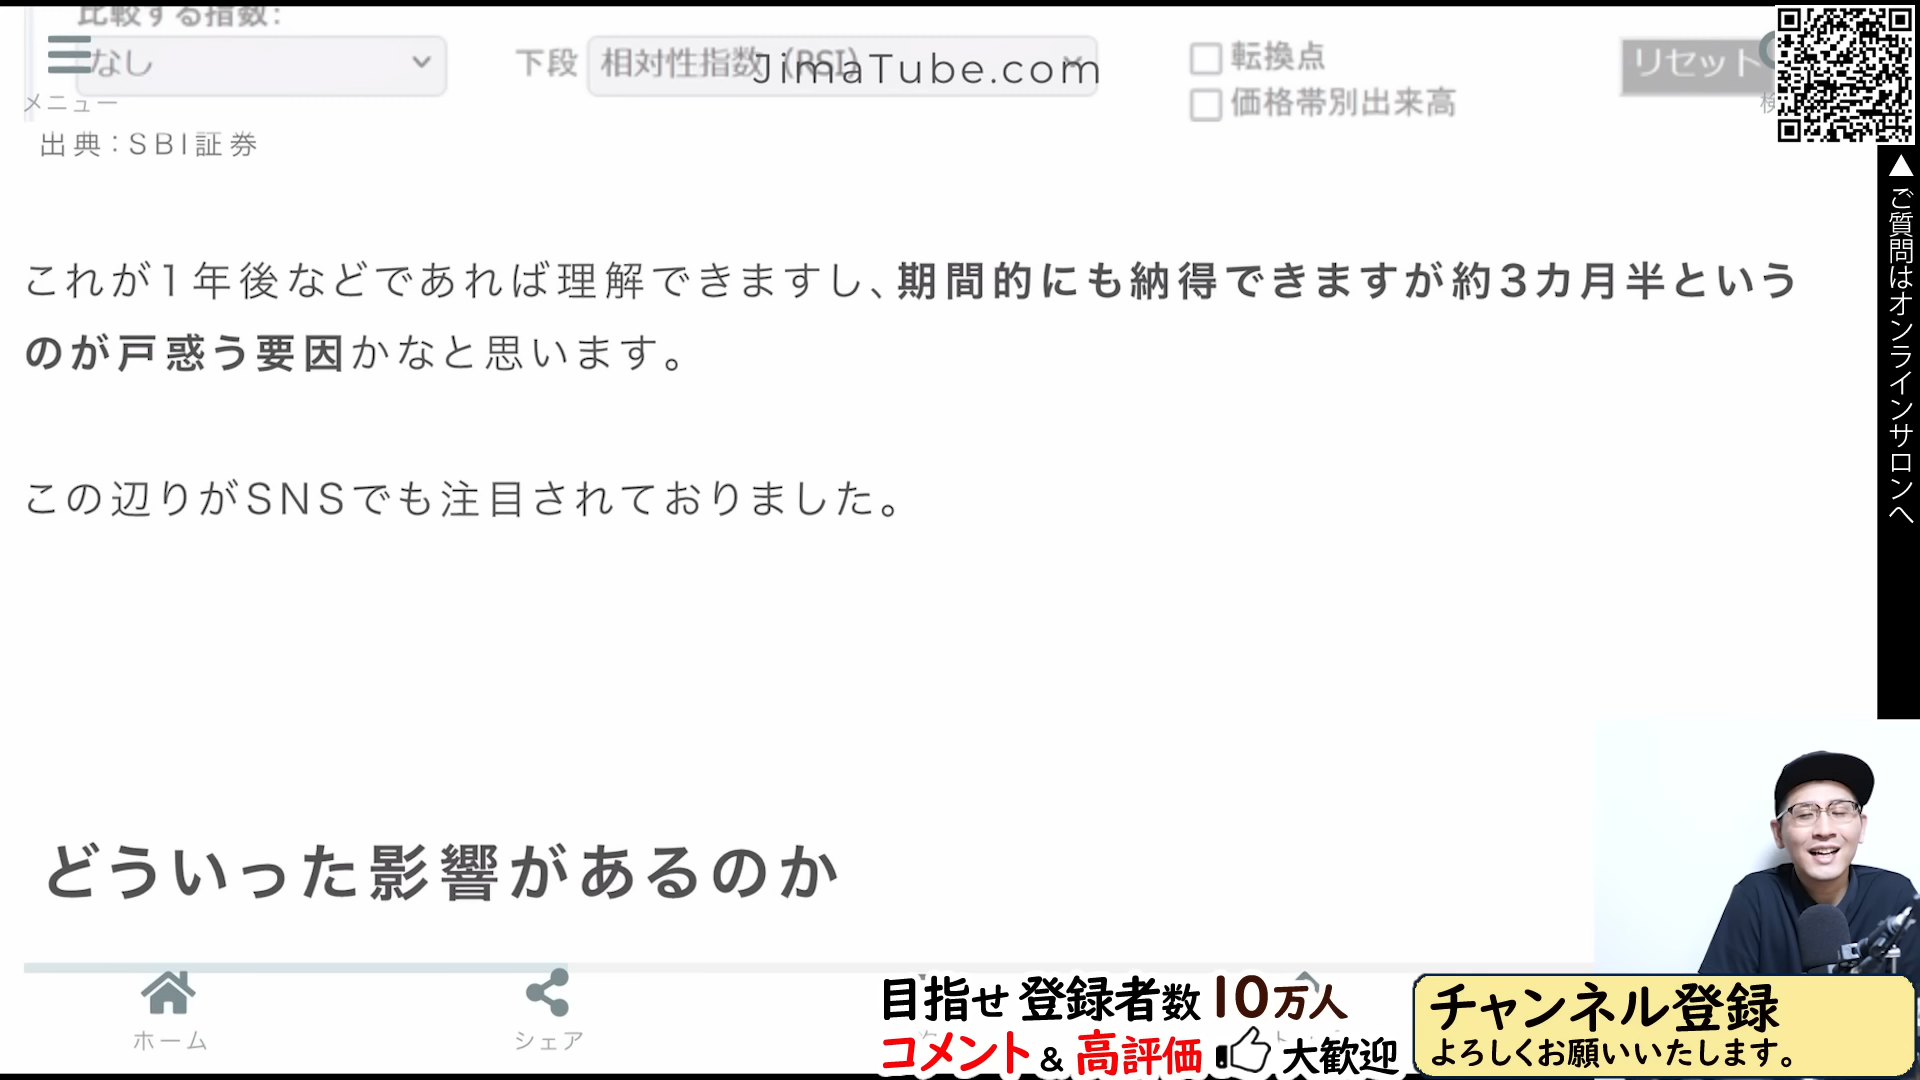 比較する指数:
なし
下段
相対性指数 (RSI)
JimaTube.com
転換点
価格帯別出来高
リセット
メニュー
検
出典：SBI証券
▲ご質問はオンラインサロンへ
これが1年後などであれば理解できますし、期間的にも納得できますが約3カ月半という
のが戸惑う要因かなと思います。
この辺りがSNSでも注目されておりました。
どういった影響があるのか
ホーム
シェア
目指せ 登録者数 10万人
コメント & 高評価 大歓迎
チャンネル登録
よろしくお願いいたします。